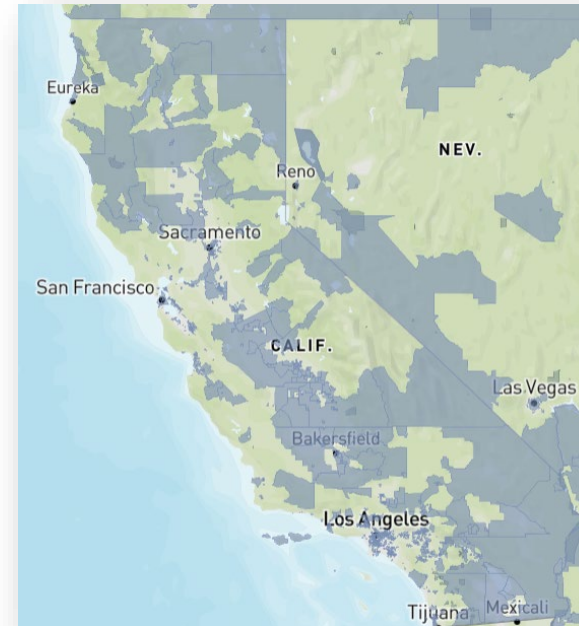 Eureka
NEV.
Reno
Sacramento
San Francisco
CALIF.
Las Vegas
Bakersfield
Los Angeles
Tijuana
Mexicali